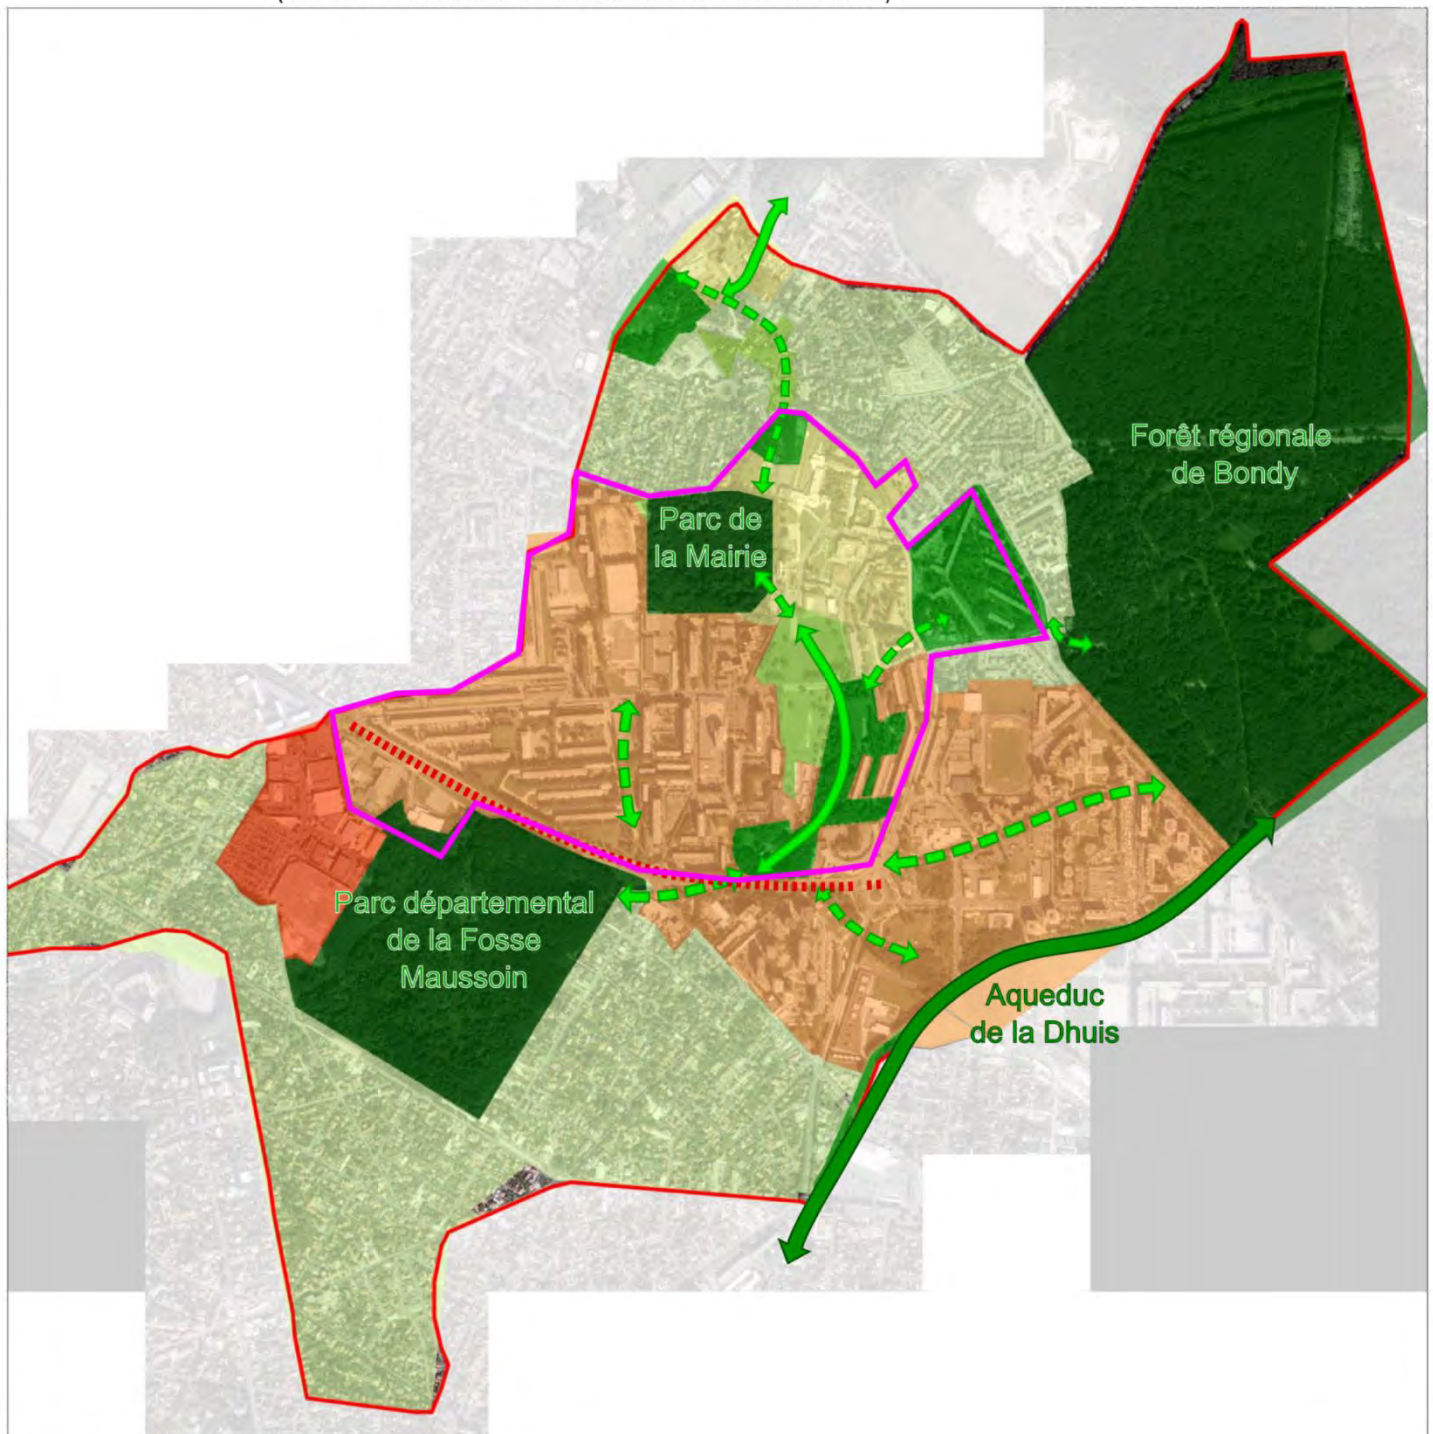 Forêt régionale
de Bondy
Parc de
la Mairie
Parc départemental
de la Fosse
Maussoin
Aqueduc
de la Dhuis